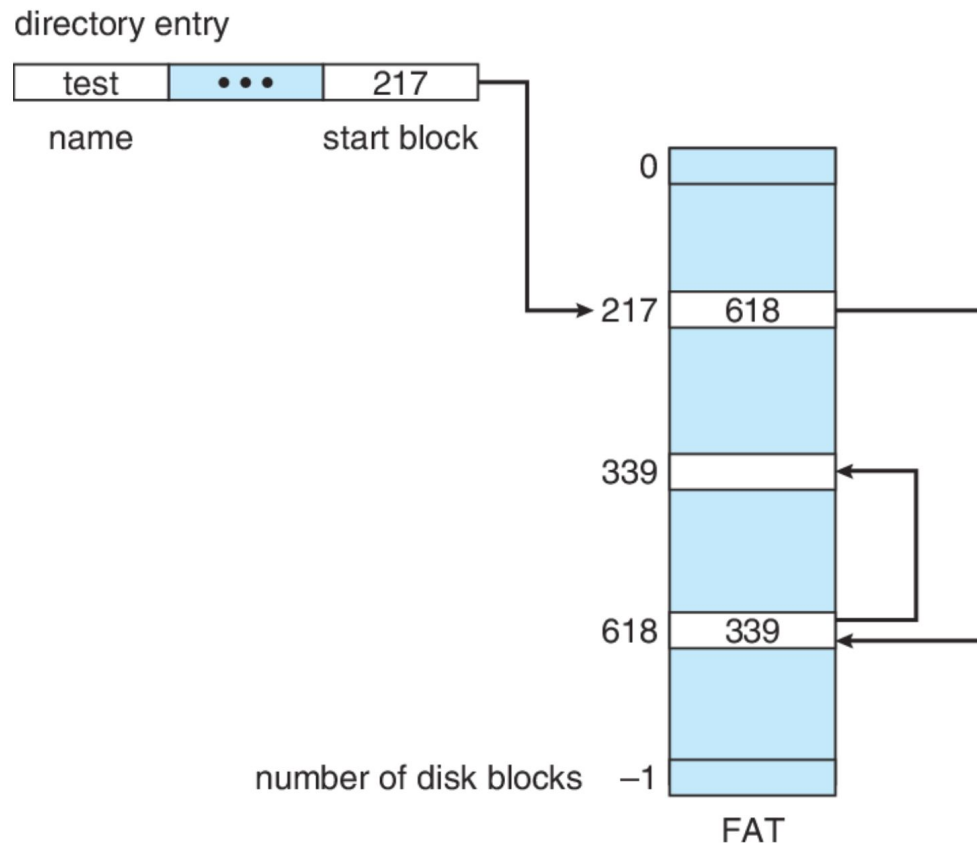 directory entry
test ••• 217
name start block
0
217 618
339
618 339
number of disk blocks –1
FAT